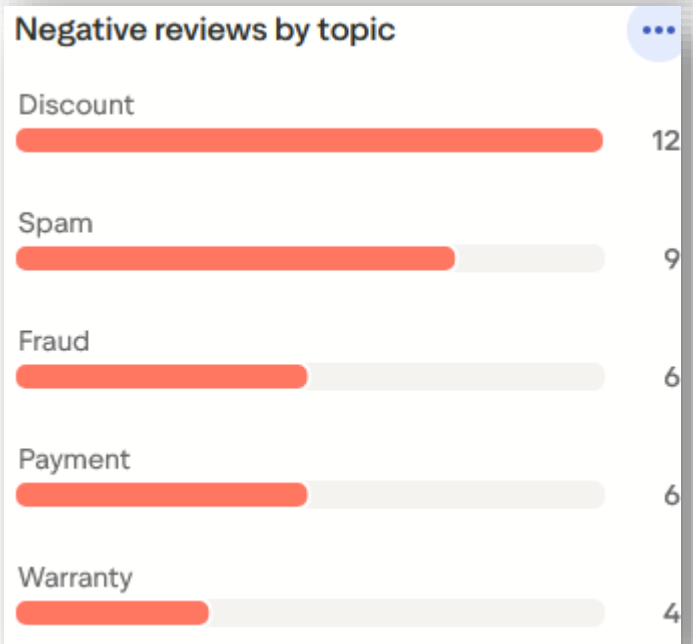 Negative reviews by topic
Discount
12
Spam
9
Fraud
6
Payment
6
Warranty
4